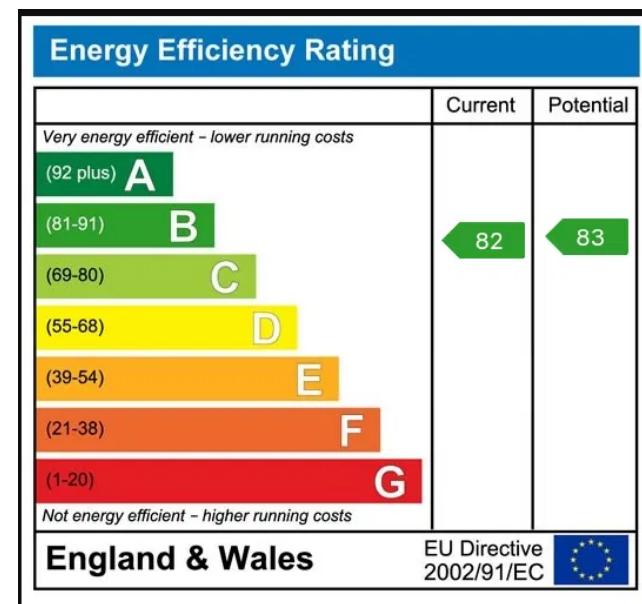 Energy Efficiency Rating
Current Potential
Very energy efficient – lower running costs
(92 plus) A
(81-91) B
82 83
(69-80) C
(55-68) D
(39-54) E
(21-38) F
(1-20) G
Not energy efficient – higher running costs
England & Wales
EU Directive
2002/91/EC